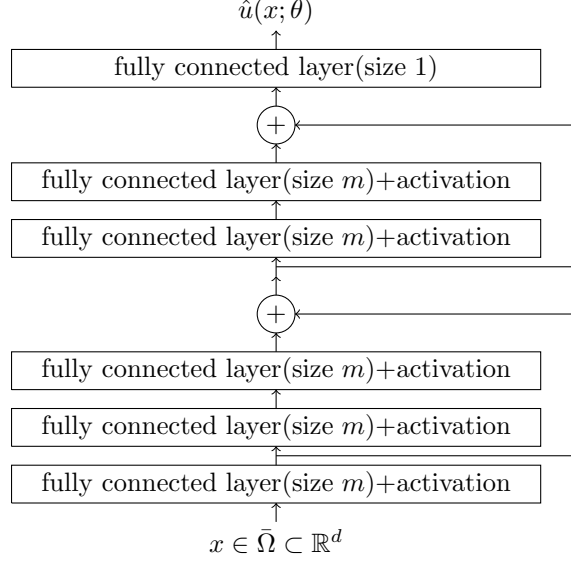 û(x; θ)
fully connected layer(size 1)
+
fully connected layer(size m)+activation
fully connected layer(size m)+activation
+
fully connected layer(size m)+activation
fully connected layer(size m)+activation
fully connected layer(size m)+activation
x ∈ Ω̄ ⊂ ℝᵈ